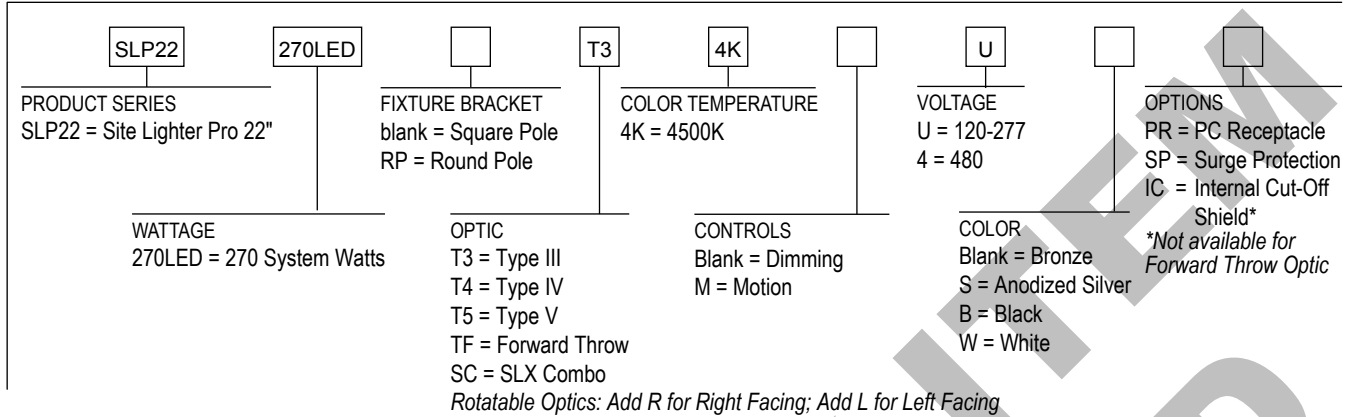 SLP22 270LED T3 4K U
PRODUCT SERIES
SLP22 = Site Lighter Pro 22"
WATTAGE
270LED = 270 System Watts
FIXTURE BRACKET
blank = Square Pole
RP = Round Pole
OPTIC
T3 = Type III
T4 = Type IV
T5 = Type V
TF = Forward Throw
SC = SLX Combo
Rotatable Optics: Add R for Right Facing; Add L for Left Facing
COLOR TEMPERATURE
4K = 4500K
CONTROLS
Blank = Dimming
M = Motion
VOLTAGE
U = 120-277
4 = 480
COLOR
Blank = Bronze
S = Anodized Silver
B = Black
W = White
OPTIONS
PR = PC Receptacle
SP = Surge Protection
IC = Internal Cut-Off
Shield*
*Not available for
Forward Throw Optic
ITEM